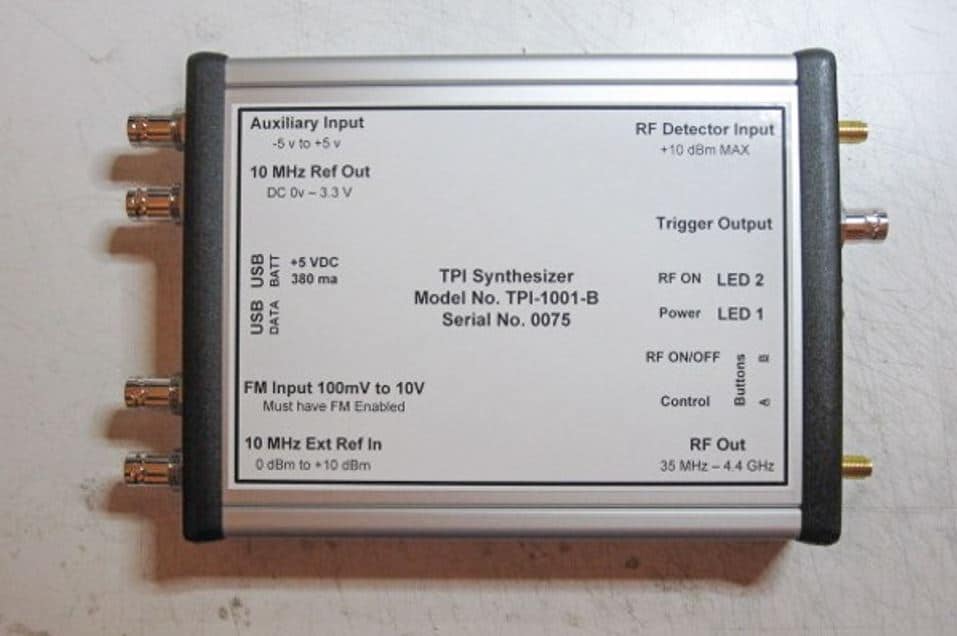 Auxiliary Input
-5 v to +5 v
10 MHz Ref Out
DC 0v – 3.3 V
USB BATT
+5 VDC
380 ma
USB DATA
FM Input 100mV to 10V
Must have FM Enabled
10 MHz Ext Ref In
0 dBm to +10 dBm
TPI Synthesizer
Model No. TPI-1001-B
Serial No. 0075
RF Detector Input
+10 dBm MAX
Trigger Output
RF ON LED 2
Power LED 1
RF ON/OFF B
Buttons
Control A
RF Out
35 MHz – 4.4 GHz